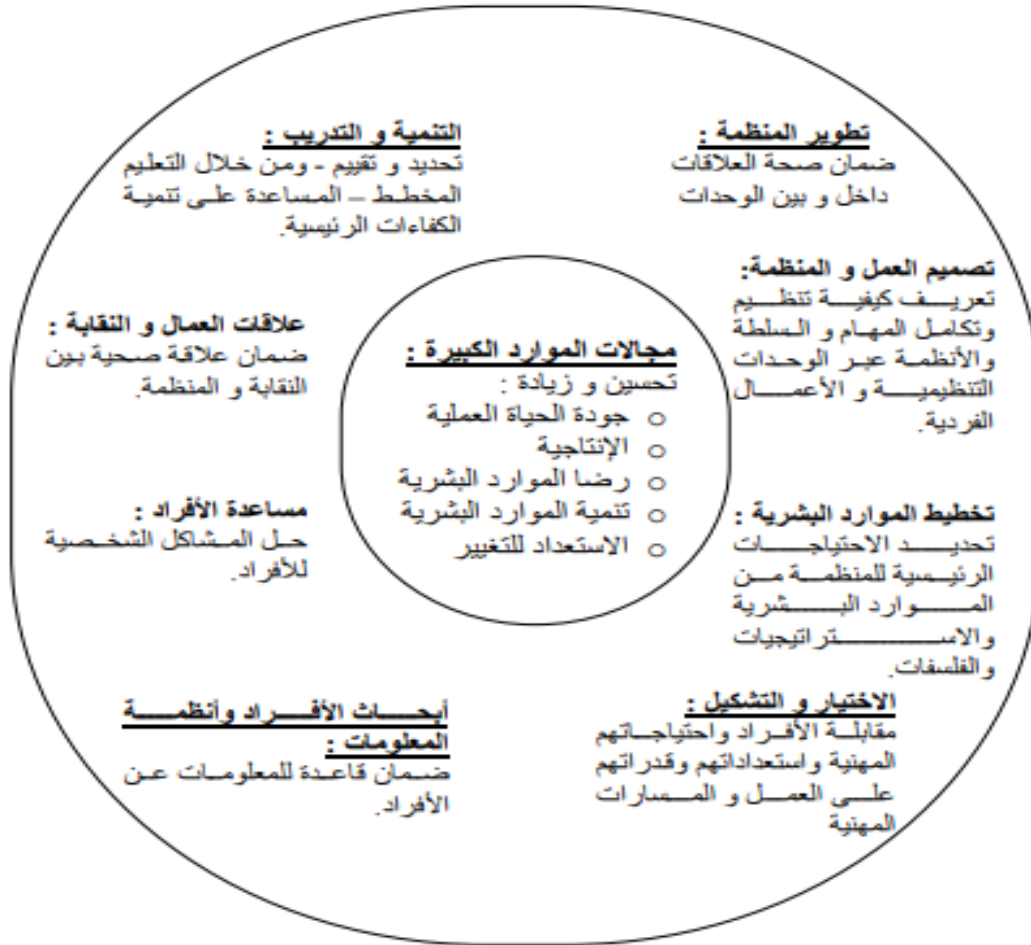 تطوير المنظمة :
ضمان صحة العلاقات
داخل و بين الوحدات
تصميم العمل و المنظمة:
تعريف كيفية تنظيم
وتكامل المهام و السلطة
والأنظمة عبر الوحدات
التنظيمية و الأعمال
الفردية.
تخطيط الموارد البشرية :
تحديد الاحتياجات
الرئيسية للمنظمة من
الموارد البشرية
والاستراتيجيات
والفلسفات.
الاختيار و التشكيل :
مقابلة الأفراد واحتياجاتهم
المهنية واستعداداتهم وقدراتهم
على العمل و المسارات
المهنية
التنمية و التدريب :
تحديد و تقييم - ومن خلال التعليم
المخطط – المساعدة على تنمية
الكفاءات الرئيسية.
علاقات العمال و النقابة :
ضمان علاقة صحية بين
النقابة و المنظمة.
مساعدة الأفراد :
حل المشاكل الشخصية
للأفراد.
أبحاث الأفراد وأنظمة
المعلومات :
ضمان قاعدة للمعلومات عن
الأفراد.
مجالات الموارد الكبيرة :
تحسين و زيادة :
o جودة الحياة العملية
o الإنتاجية
o رضا الموارد البشرية
o تنمية الموارد البشرية
o الاستعداد للتغيير